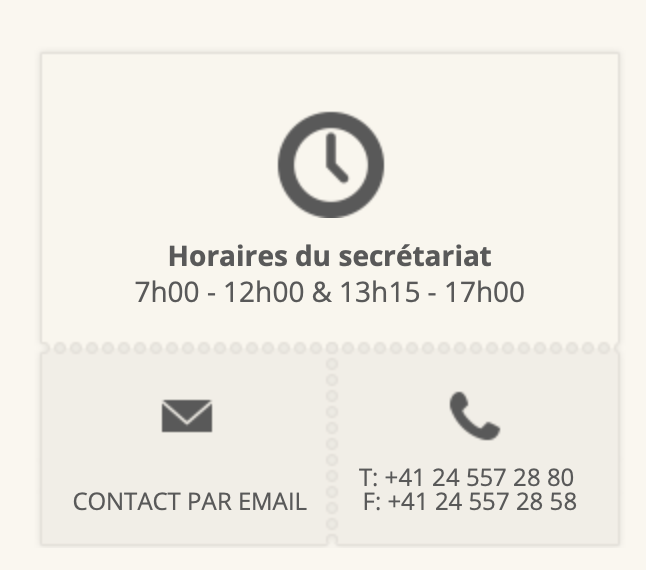 Horaires du secrétariat
7h00 - 12h00 & 13h15 - 17h00
CONTACT PAR EMAIL
T: +41 24 557 28 80
F: +41 24 557 28 58